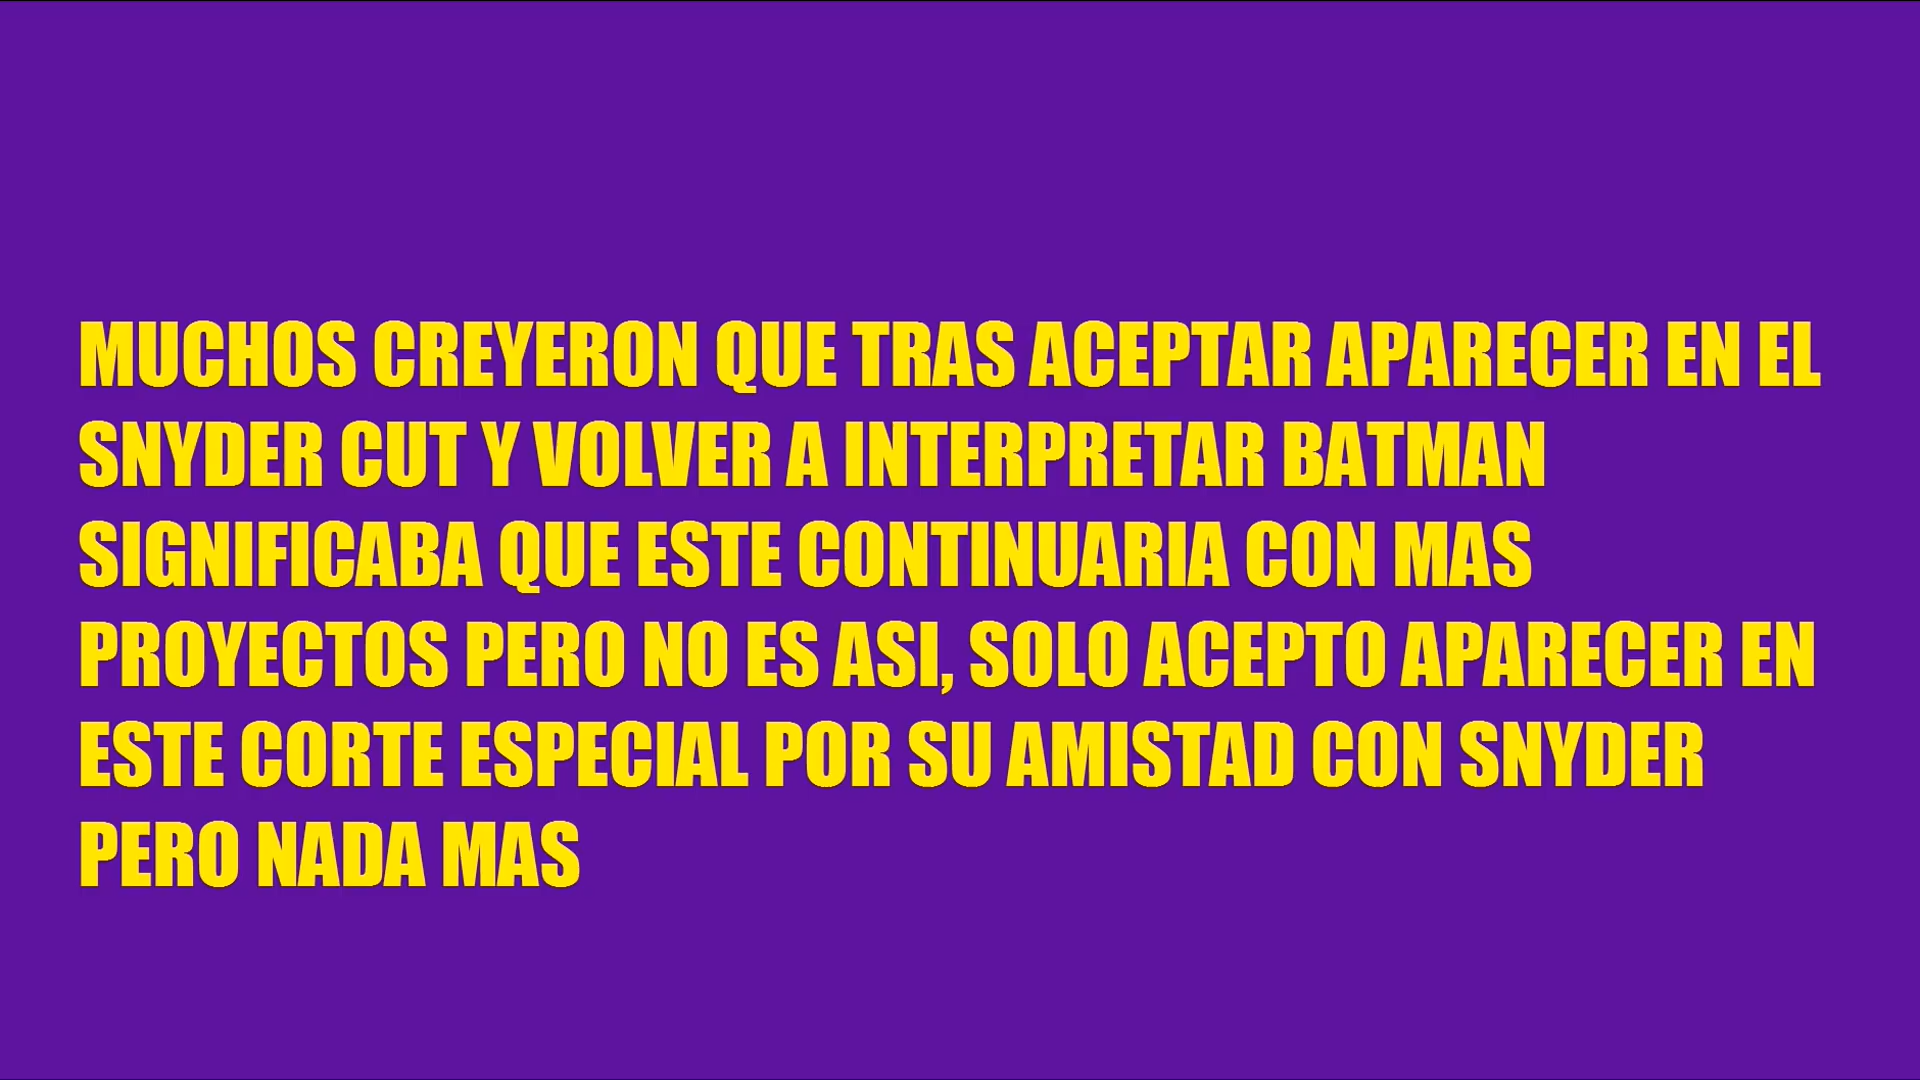 MUCHOS CREYERON QUE TRAS ACEPTAR APARECER EN EL
SNYDER CUT Y VOLVER A INTERPRETAR BATMAN
SIGNIFICABA QUE ESTE CONTINUARIA CON MAS
PROYECTOS PERO NO ES ASI, SOLO ACEPTO APARECER EN
ESTE CORTE ESPECIAL POR SU AMISTAD CON SNYDER
PERO NADA MAS